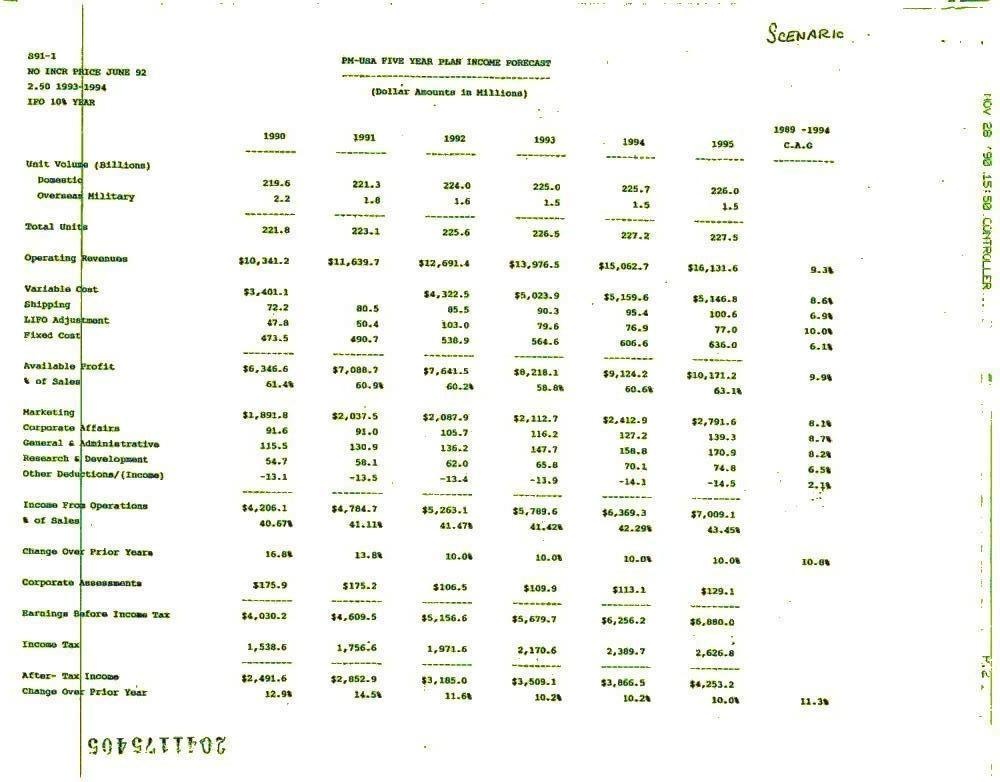 SCENARIO
S91-1
NO INCR PRICE JUNE 92
2.50 1993-1994
IFO 10% YEAR
PM-USA FIVE YEAR PLAN INCOME FORECAST
(Dollar Amounts in Millions)
1990 1991 1992 1993 1994 1995 1989 -1994 C.A.G
Unit Volume (Billions)
Domestic 219.6 221.3 224.0 225.0 225.7 226.0
Overseas Military 2.2 1.8 1.6 1.5 1.5 1.5
Total Units 221.8 223.1 225.6 226.5 227.2 227.5
Operating Revenues $10,341.2 $11,639.7 $12,691.4 $13,976.5 $15,062.7 $16,131.6 9.3%
Variable Cost $3,401.1 $4,322.5 $5,023.9 $5,159.6 $5,146.8 8.6%
Shipping 72.2 80.5 85.5 90.3 95.4 100.6 6.9%
LIFO Adjustment 47.8 50.4 103.0 79.6 76.9 77.0 10.0%
Fixed Cost 473.5 490.7 538.9 564.6 606.6 636.0 6.1%
Available Profit $6,346.6 $7,088.7 $7,641.5 $8,218.1 $9,124.2 $10,171.2 9.9%
% of Sales 61.4% 60.9% 60.2% 58.8% 60.6% 63.1%
Marketing $1,891.8 $2,037.5 $2,087.9 $2,112.7 $2,412.9 $2,791.6 8.1%
Corporate Affairs 91.6 91.0 105.7 116.2 127.2 139.3 8.7%
General & Administrative 115.5 130.9 136.2 147.7 158.8 170.9 8.2%
Research & Development 54.7 58.1 62.0 65.8 70.1 74.8 6.5%
Other Deductions/(Income) -13.1 -13.5 -13.4 -13.9 -14.1 -14.5 2.1%
Income From Operations $4,206.1 $4,784.7 $5,263.1 $5,789.6 $6,369.3 $7,009.1
% of Sales 40.67% 41.11% 41.47% 41.42% 42.29% 43.45%
Change Over Prior Years 16.8% 13.8% 10.0% 10.0% 10.0% 10.0% 10.8%
Corporate Assessments $175.9 $175.2 $106.5 $109.9 $113.1 $129.1
Earnings Before Income Tax $4,030.2 $4,609.5 $5,156.6 $5,679.7 $6,256.2 $6,880.0
Income Tax 1,538.6 1,756.6 1,971.6 2,170.6 2,389.7 2,626.8
After- Tax Income $2,491.6 $2,852.9 $3,185.0 $3,509.1 $3,866.5 $4,253.2
Change Over Prior Year 12.9% 14.5% 11.6% 10.2% 10.2% 10.0% 11.3%
2041175405
NOV 28 '90 15:50 CONTROLLER
P.2